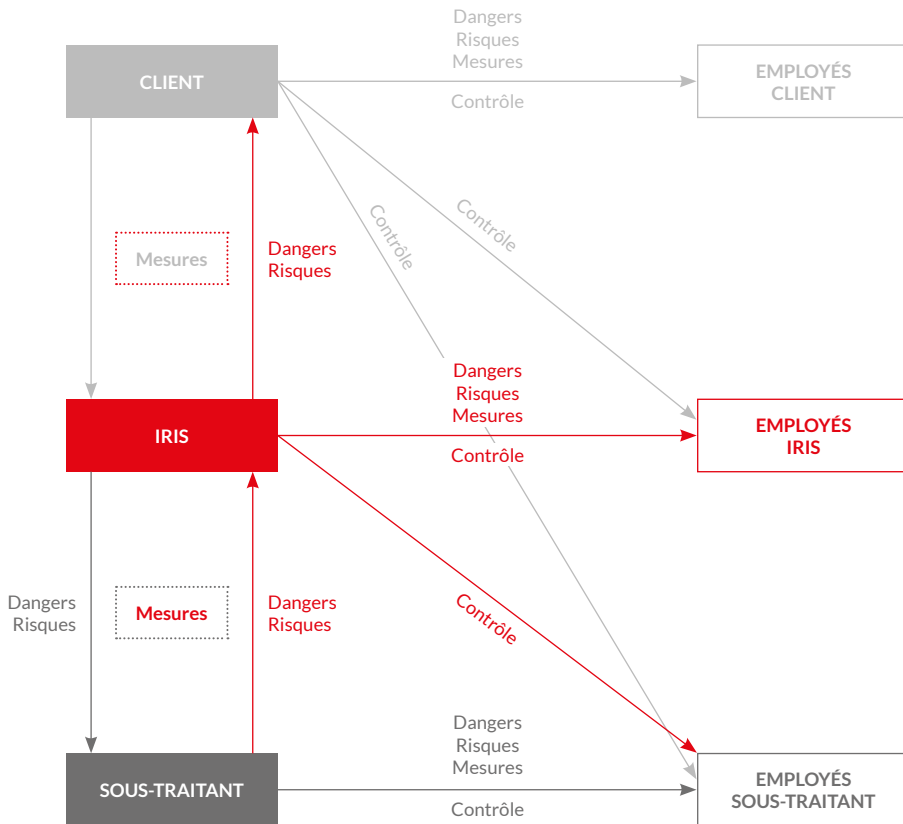 Dangers
Risques
Mesures
CLIENT
Contrôle
EMPLOYÉS
CLIENT
Contrôle
Contrôle
Mesures
Dangers
Risques
Dangers
Risques
Mesures
IRIS
Contrôle
EMPLOYÉS
IRIS
Dangers
Risques
Mesures
Dangers
Risques
Contrôle
Dangers
Risques
Mesures
SOUS-TRAITANT
Contrôle
EMPLOYÉS
SOUS-TRAITANT